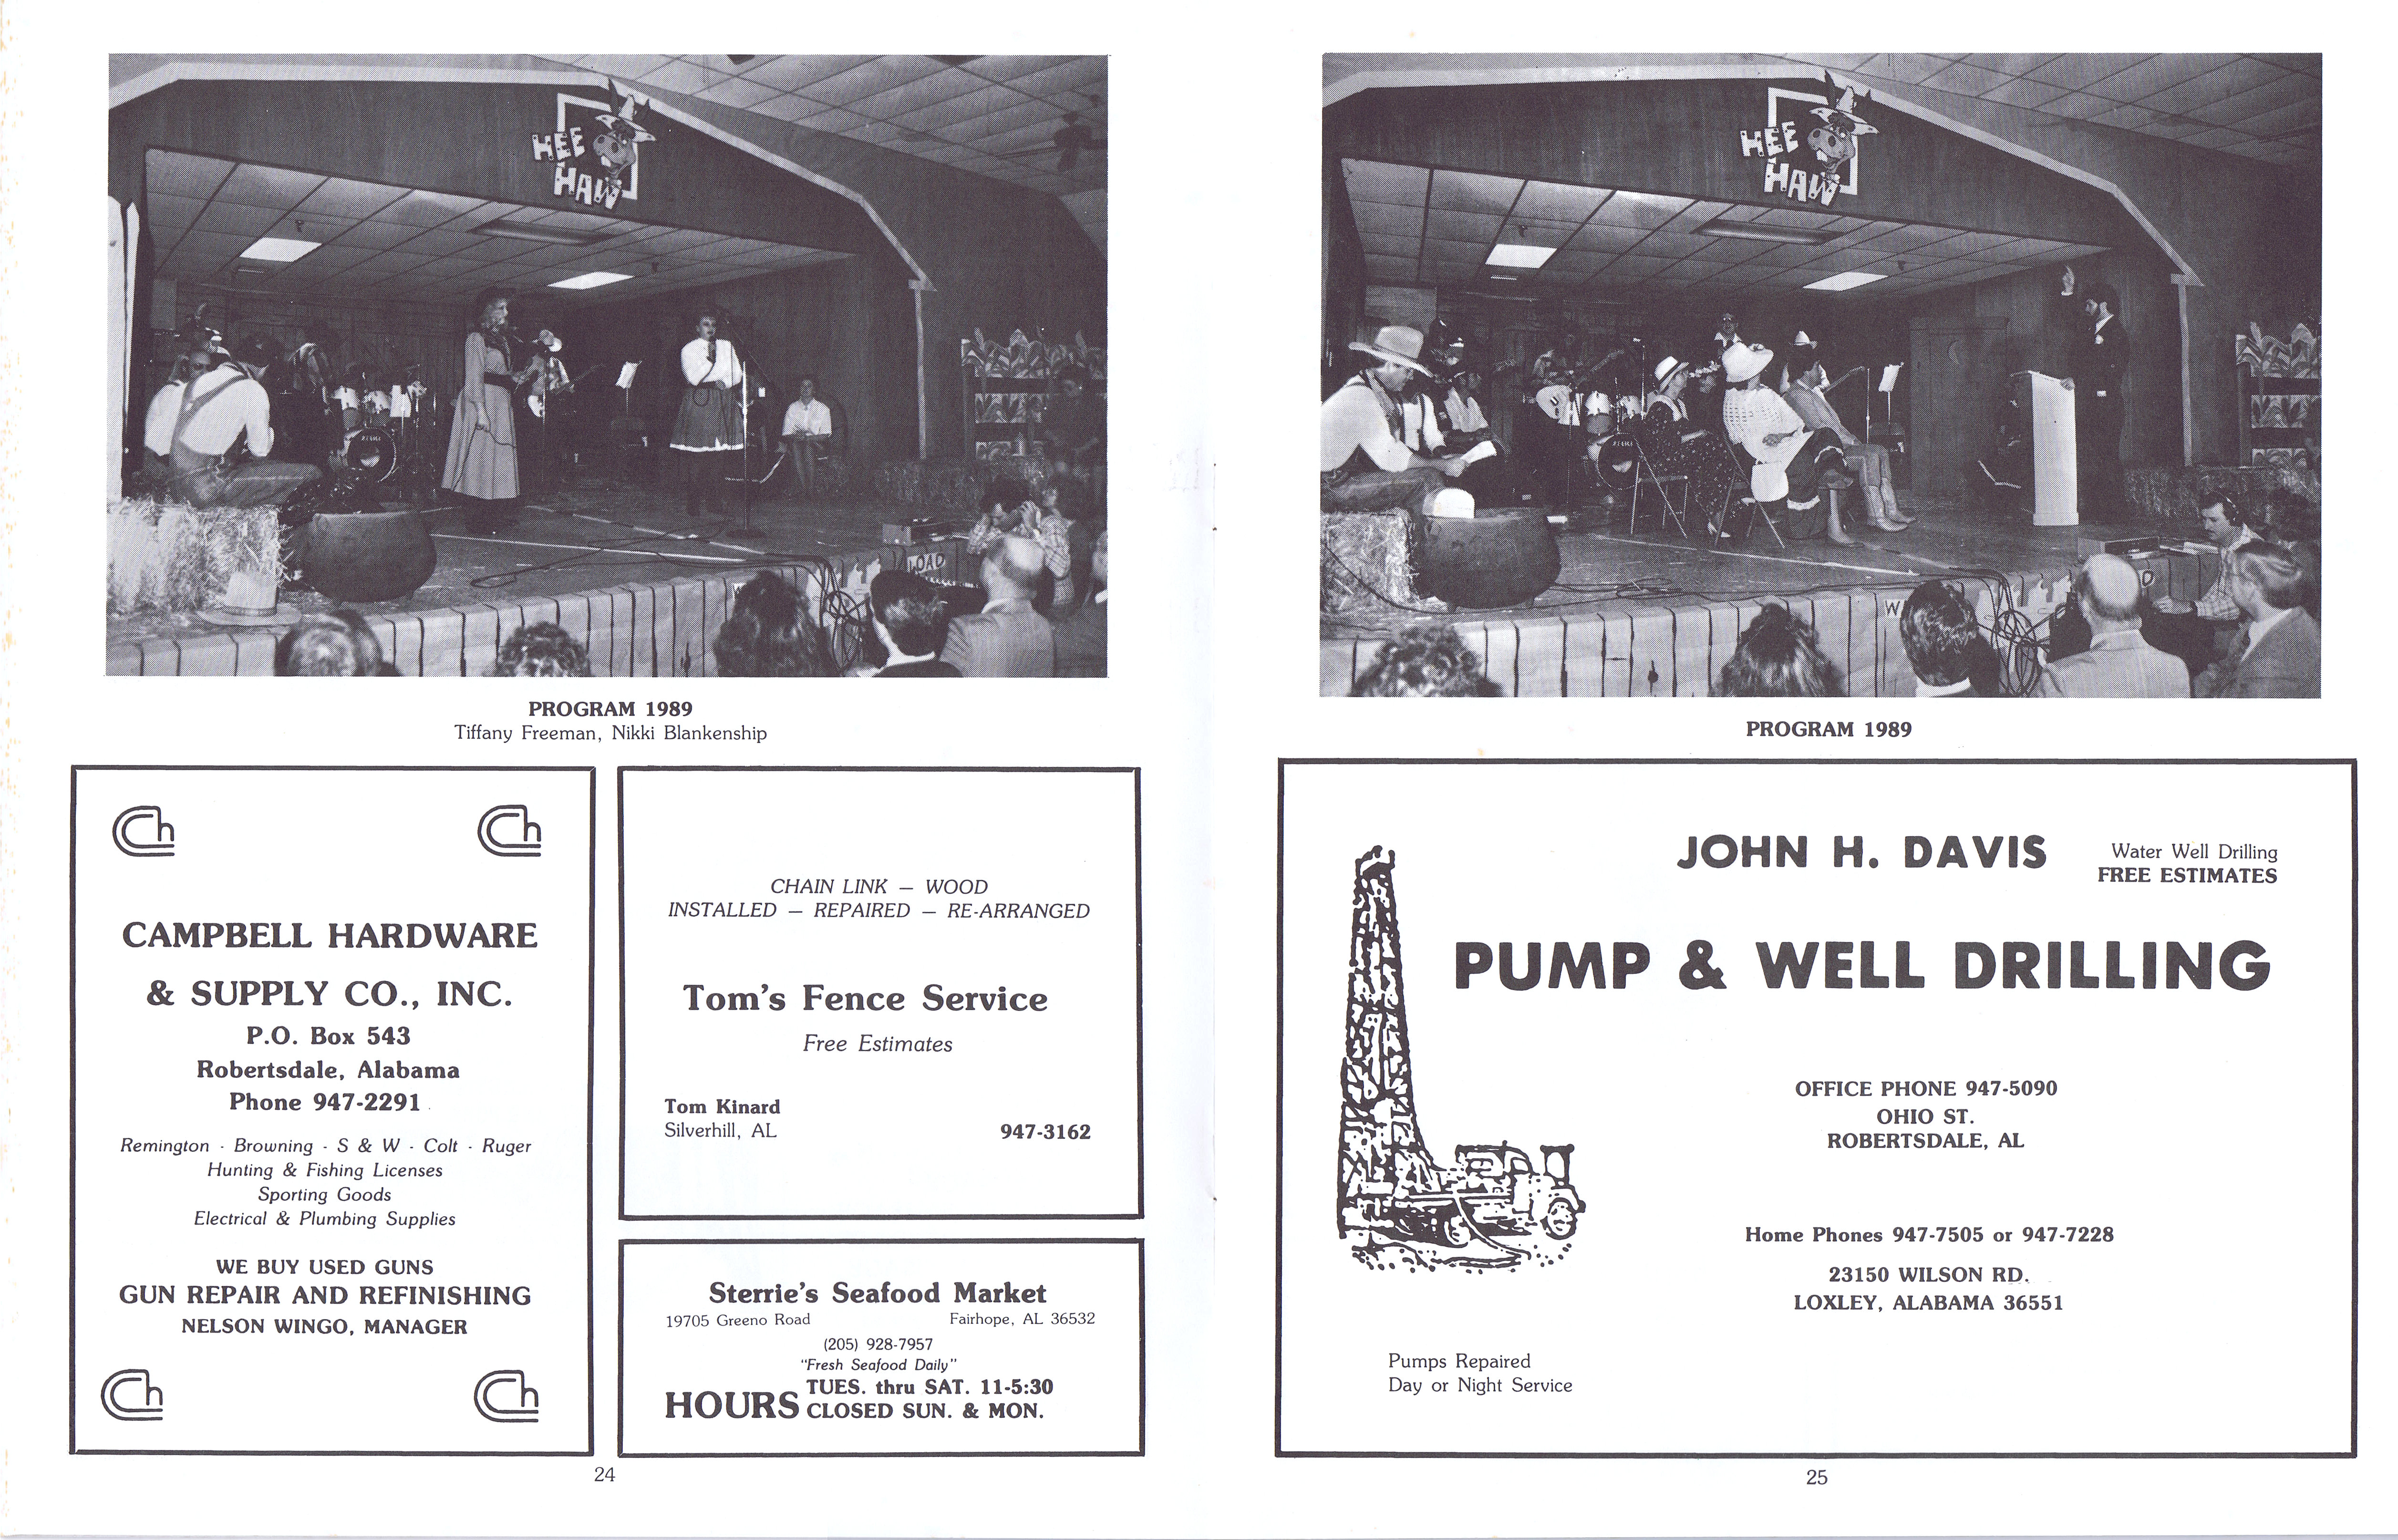 HEE
HAW
LOAD
PROGRAM 1989
Tiffany Freeman, Nikki Blankenship
Ch
Ch
CAMPBELL HARDWARE
& SUPPLY CO., INC.
P.O. Box 543
Robertsdale, Alabama
Phone 947-2291
Remington - Browning - S & W - Colt - Ruger
Hunting & Fishing Licenses
Sporting Goods
Electrical & Plumbing Supplies
WE BUY USED GUNS
GUN REPAIR AND REFINISHING
NELSON WINGO, MANAGER
Ch
Ch
CHAIN LINK — WOOD
INSTALLED — REPAIRED — RE-ARRANGED
Tom's Fence Service
Free Estimates
Tom Kinard
Silverhill, AL
947-3162
Sterrie's Seafood Market
19705 Greeno Road
Fairhope, AL 36532
(205) 928-7957
"Fresh Seafood Daily"
HOURS
TUES. thru SAT. 11-5:30
CLOSED SUN. & MON.
24
HEE
HAW
PROGRAM 1989
JOHN H. DAVIS
Water Well Drilling
FREE ESTIMATES
PUMP & WELL DRILLING
OFFICE PHONE 947-5090
OHIO ST.
ROBERTSDALE, AL
Home Phones 947-7505 or 947-7228
23150 WILSON RD.
LOXLEY, ALABAMA 36551
Pumps Repaired
Day or Night Service
25